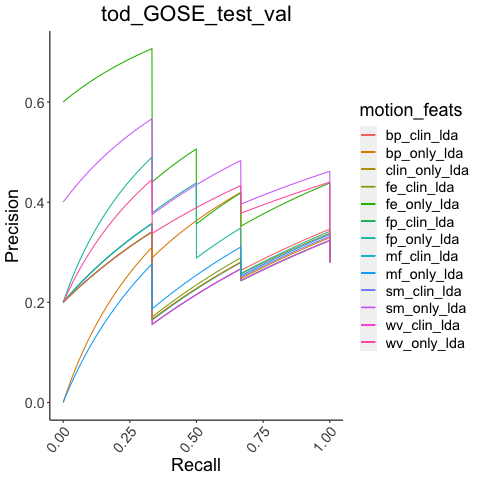 tod_GOSE_test_val
Precision
0.6
0.4
0.2
0.0
0.00
0.25
0.50
0.75
1.00
Recall
motion_feats
bp_clin_lda
bp_only_lda
clin_only_lda
fe_clin_lda
fe_only_lda
fp_clin_lda
fp_only_lda
mf_clin_lda
mf_only_lda
sm_clin_lda
sm_only_lda
wv_clin_lda
wv_only_lda